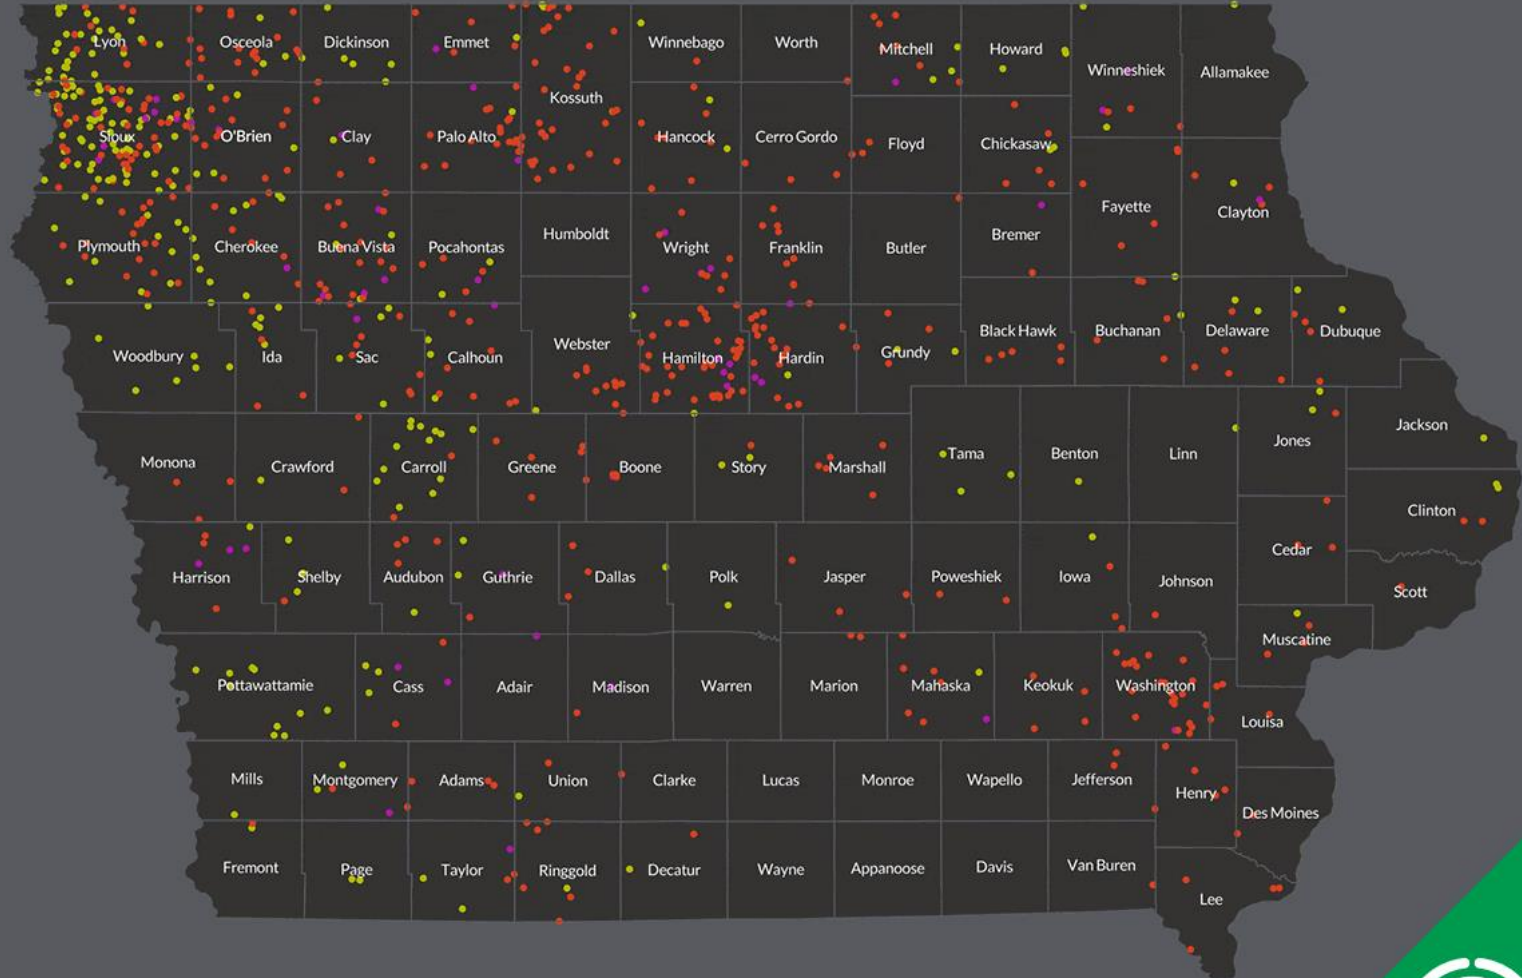 Lyon Osceola Dickinson Emmet Winnebago Worth Mitchell Howard Winneshiek Allamakee
Kossuth
Sioux O'Brien Clay Palo Alto Hancock Cerro Gordo Floyd Chickasaw
Fayette Clayton
Plymouth Cherokee Buena Vista Pocahontas Humboldt Wright Franklin Butler Bremer
Woodbury Ida Sac Calhoun Webster Hamilton Hardin Grundy Black Hawk Buchanan Delaware Dubuque
Monona Crawford Carroll Greene Boone Story Marshall Tama Benton Linn Jones Jackson
Clinton
Harrison Shelby Audubon Guthrie Dallas Polk Jasper Poweshiek Iowa Johnson Cedar Scott
Muscatine
Pottawattamie Cass Adair Madison Warren Marion Mahaska Keokuk Washington Louisa
Mills Montgomery Adams Union Clarke Lucas Monroe Wapello Jefferson Henry Des Moines
Fremont Page Taylor Ringgold Decatur Wayne Appanoose Davis Van Buren Lee